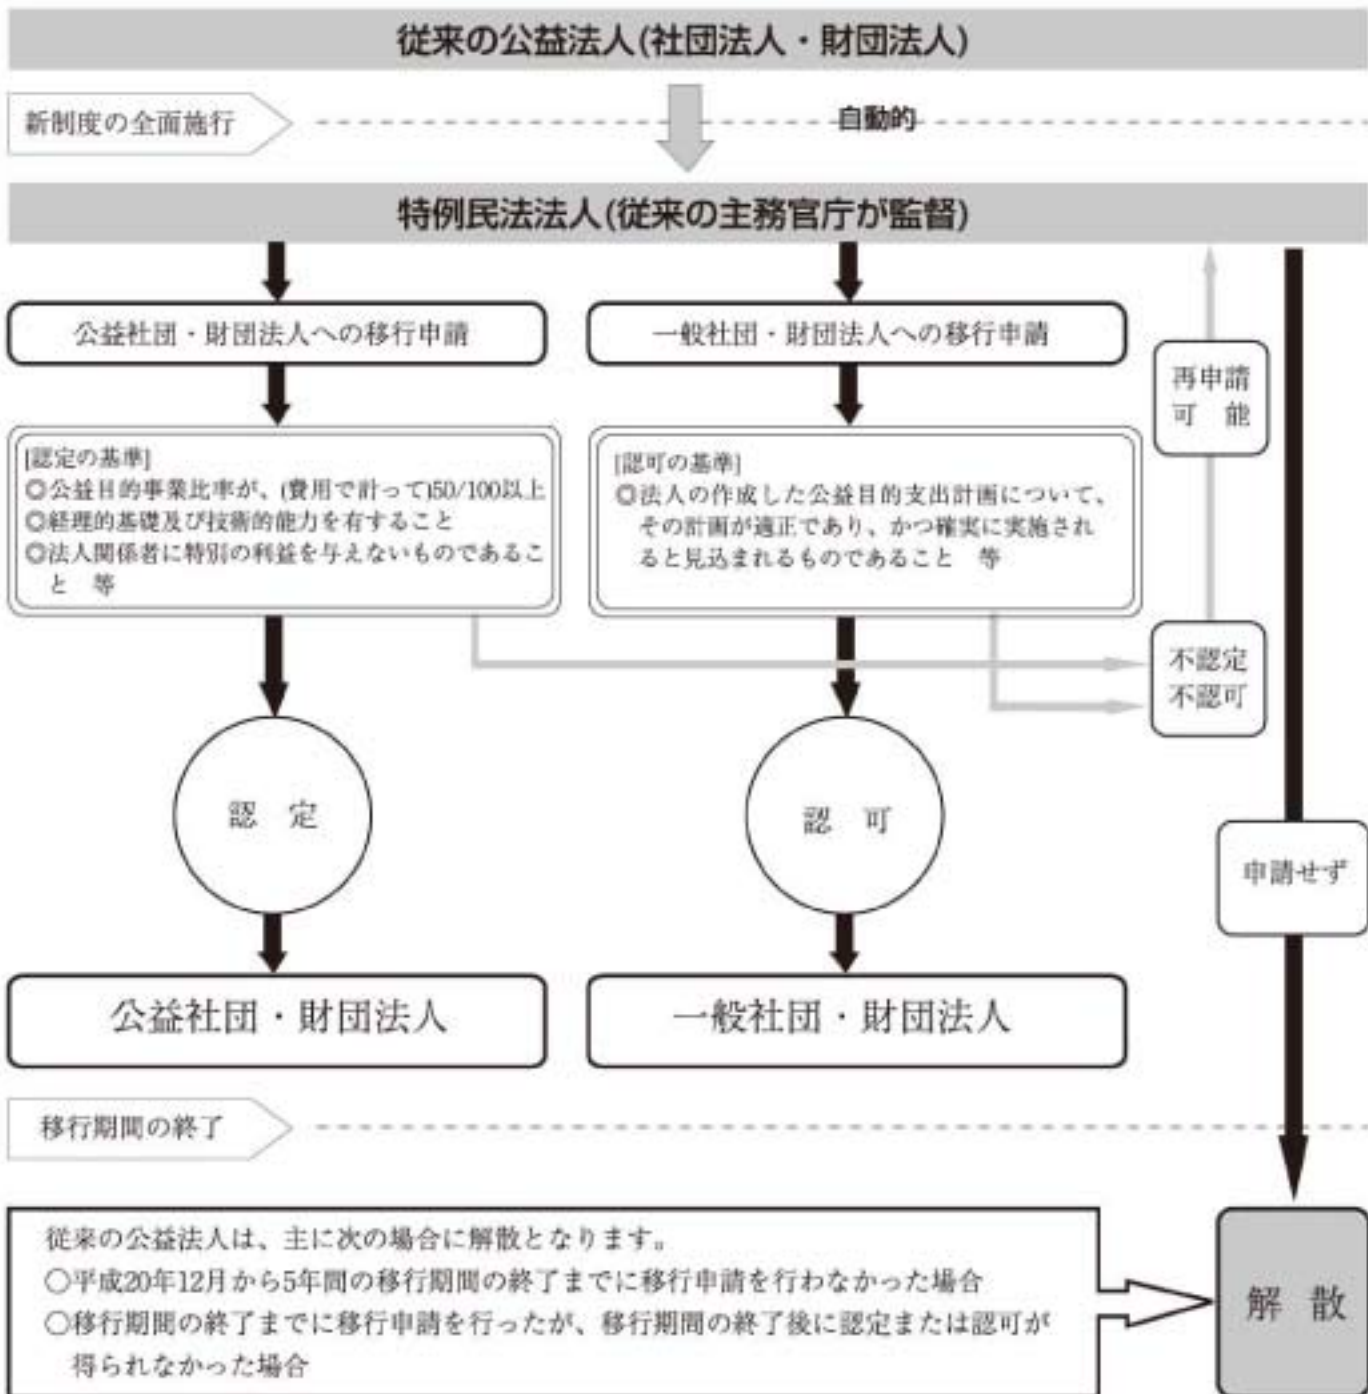 従来の公益法人(社団法人・財団法人)
新制度の全面施行
自動的
特例民法法人(従来の主務官庁が監督)
公益社団・財団法人への移行申請
一般社団・財団法人への移行申請
再申請
可　能
[認定の基準]
◎公益目的事業比率が、(費用で計って)50/100以上
◎経理的基礎及び技術的能力を有すること
◎法人関係者に特別の利益を与えないものであるこ
と　等
[認可の基準]
◎法人の作成した公益目的支出計画について、
その計画が適正であり、かつ確実に実施され
ると見込まれるものであること　等
不認定
不認可
認　定
認　可
申請せず
公益社団・財団法人
一般社団・財団法人
移行期間の終了
従来の公益法人は、主に次の場合に解散となります。
○平成20年12月から5年間の移行期間の終了までに移行申請を行わなかった場合
○移行期間の終了までに移行申請を行ったが、移行期間の終了後に認定または認可が
得られなかった場合
解　散